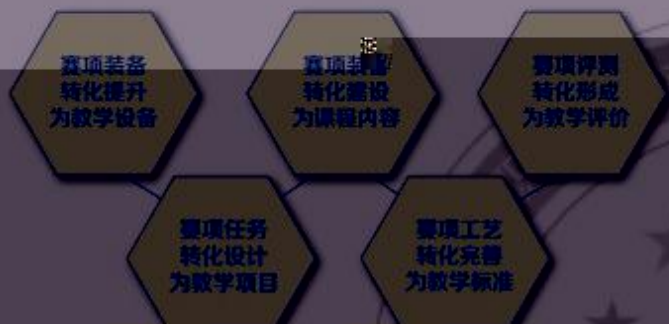 赛项装备
转化提升
为教学设备
赛项装备
转化建设
为课程内容
赛项评测
转化形成
为教学评价
赛项任务
转化设计
为教学项目
赛项工艺
转化完善
为教学标准